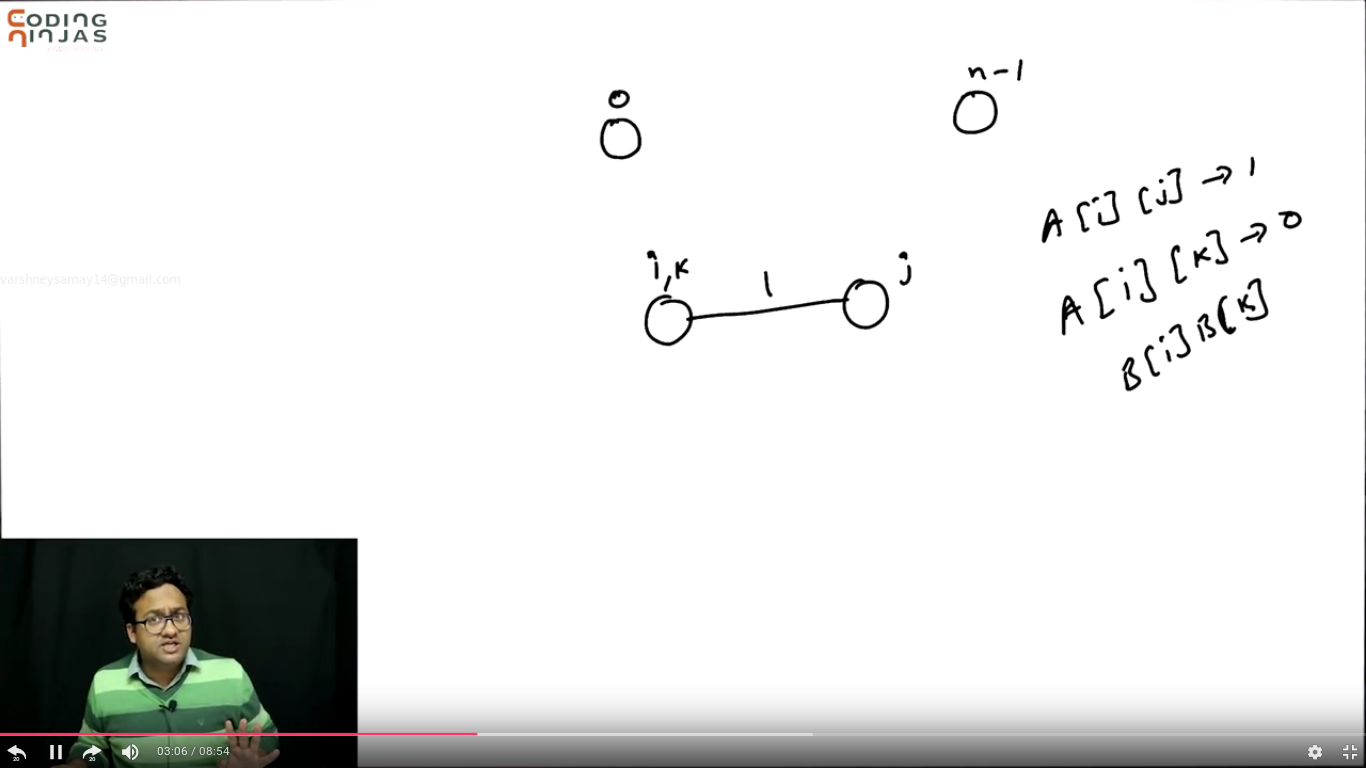 CODING
NINJAS
0
n-1
A[i][j] → 1
A[i][k] → 0
B[i]B[k]
i,k
1
j
varshneysamay14@gmail.com
20
20
03:06 / 08:54